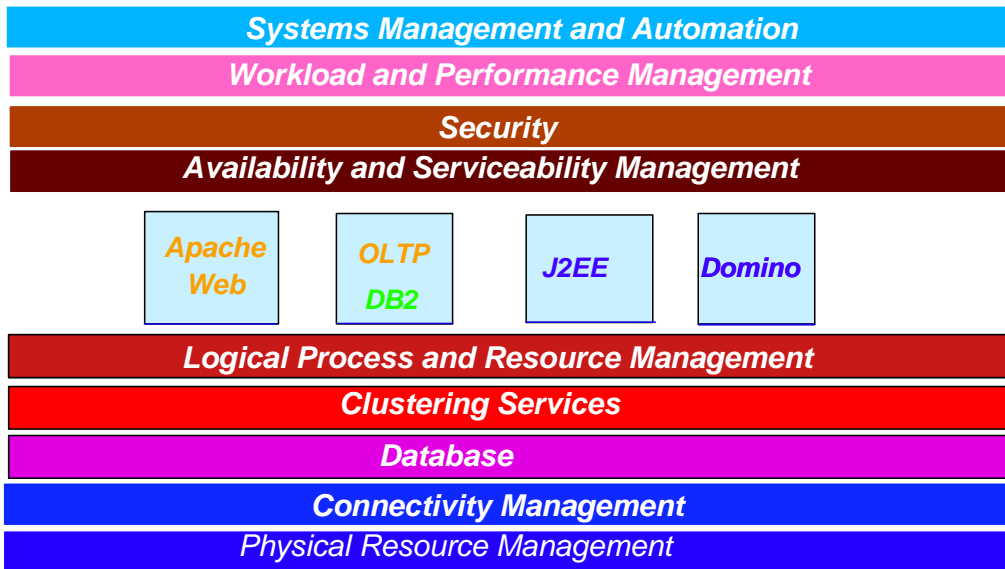 Systems Management and Automation
Workload and Performance Management
Security
Availability and Serviceability Management
Apache
Web
OLTP
DB2
J2EE
Domino
Logical Process and Resource Management
Clustering Services
Database
Connectivity Management
Physical Resource Management